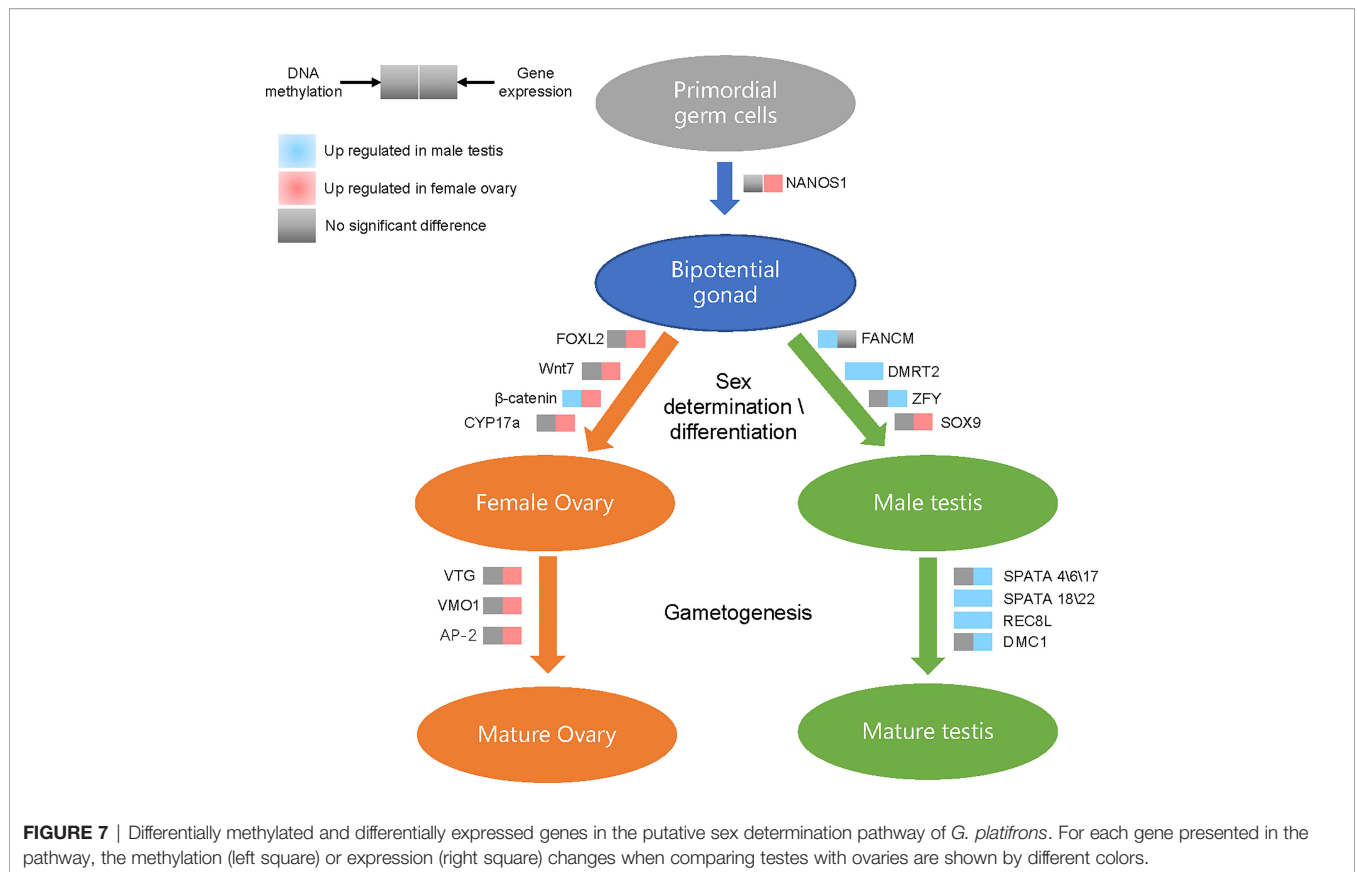 DNA
methylation
Gene
expression
Up regulated in male testis
Up regulated in female ovary
No significant difference
Primordial
germ cells
NANOS1
Bipotential
gonad
FOXL2
Wnt7
β-catenin
CYP17a
Sex
determination \
differentiation
FANCM
DMRT2
ZFY
SOX9
Female Ovary
Male testis
VTG
VMO1
AP-2
Gametogenesis
SPATA 4\6\17
SPATA 18\22
REC8L
DMC1
Mature Ovary
Mature testis
FIGURE 7 | Differentially methylated and differentially expressed genes in the putative sex determination pathway of G. platifrons. For each gene presented in the
pathway, the methylation (left square) or expression (right square) changes when comparing testes with ovaries are shown by different colors.